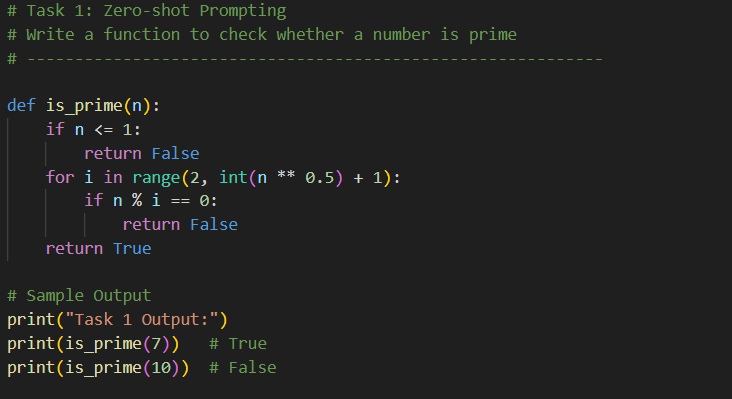 # Task 1: Zero-shot Prompting
# Write a function to check whether a number is prime
# ------------------------------------------------------------
def is_prime(n):
    if n <= 1:
        return False
    for i in range(2, int(n ** 0.5) + 1):
        if n % i == 0:
            return False
    return True
# Sample Output
print("Task 1 Output:")
print(is_prime(7))   # True
print(is_prime(10))  # False